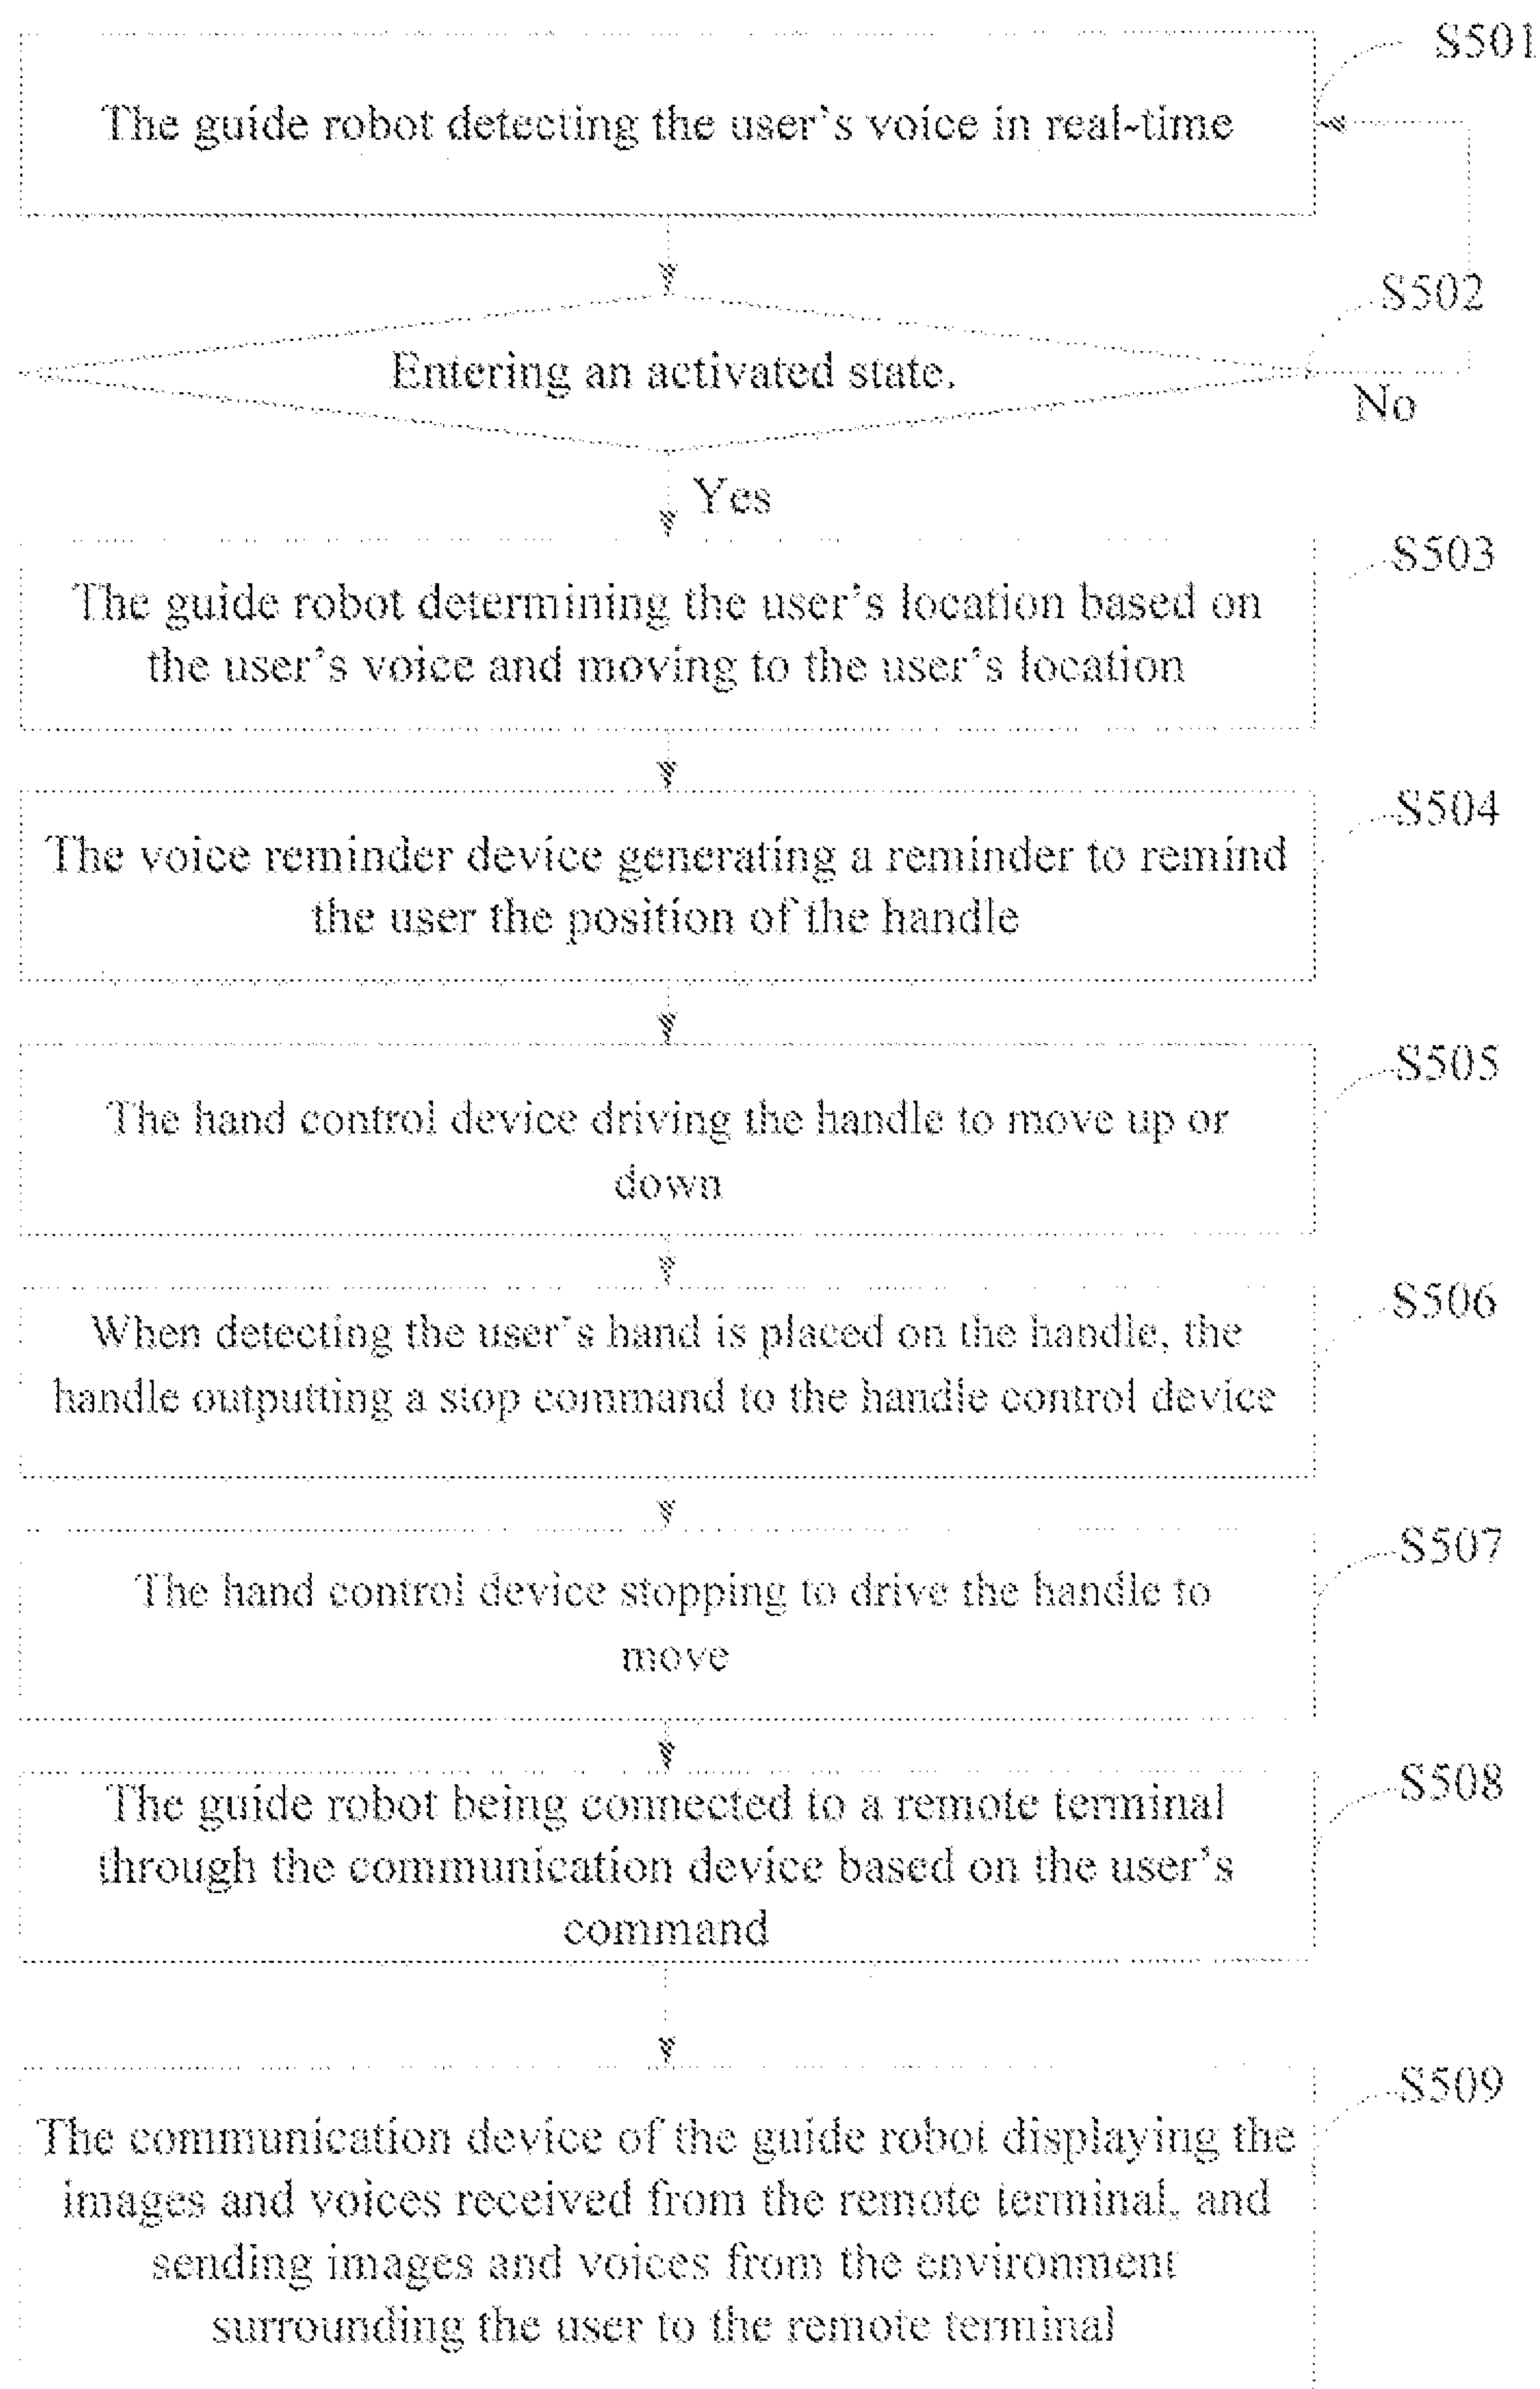 S501
The guide robot detecting the user's voice in real-time
S502
Entering an activated state.
No
Yes
S503
The guide robot determining the user's location based on
the user's voice and moving to the user's location
S504
The voice reminder device generating a reminder to remind
the user the position of the handle
S505
The hand control device driving the handle to move up or
down
S506
When detecting the user's hand is placed on the handle, the
handle outputting a stop command to the handle control device
S507
The hand control device stopping to drive the handle to
move
S508
The guide robot being connected to a remote terminal
through the communication device based on the user's
command
S509
The communication device of the guide robot displaying the
images and voices received from the remote terminal, and
sending images and voices from the environment
surrounding the user to the remote terminal